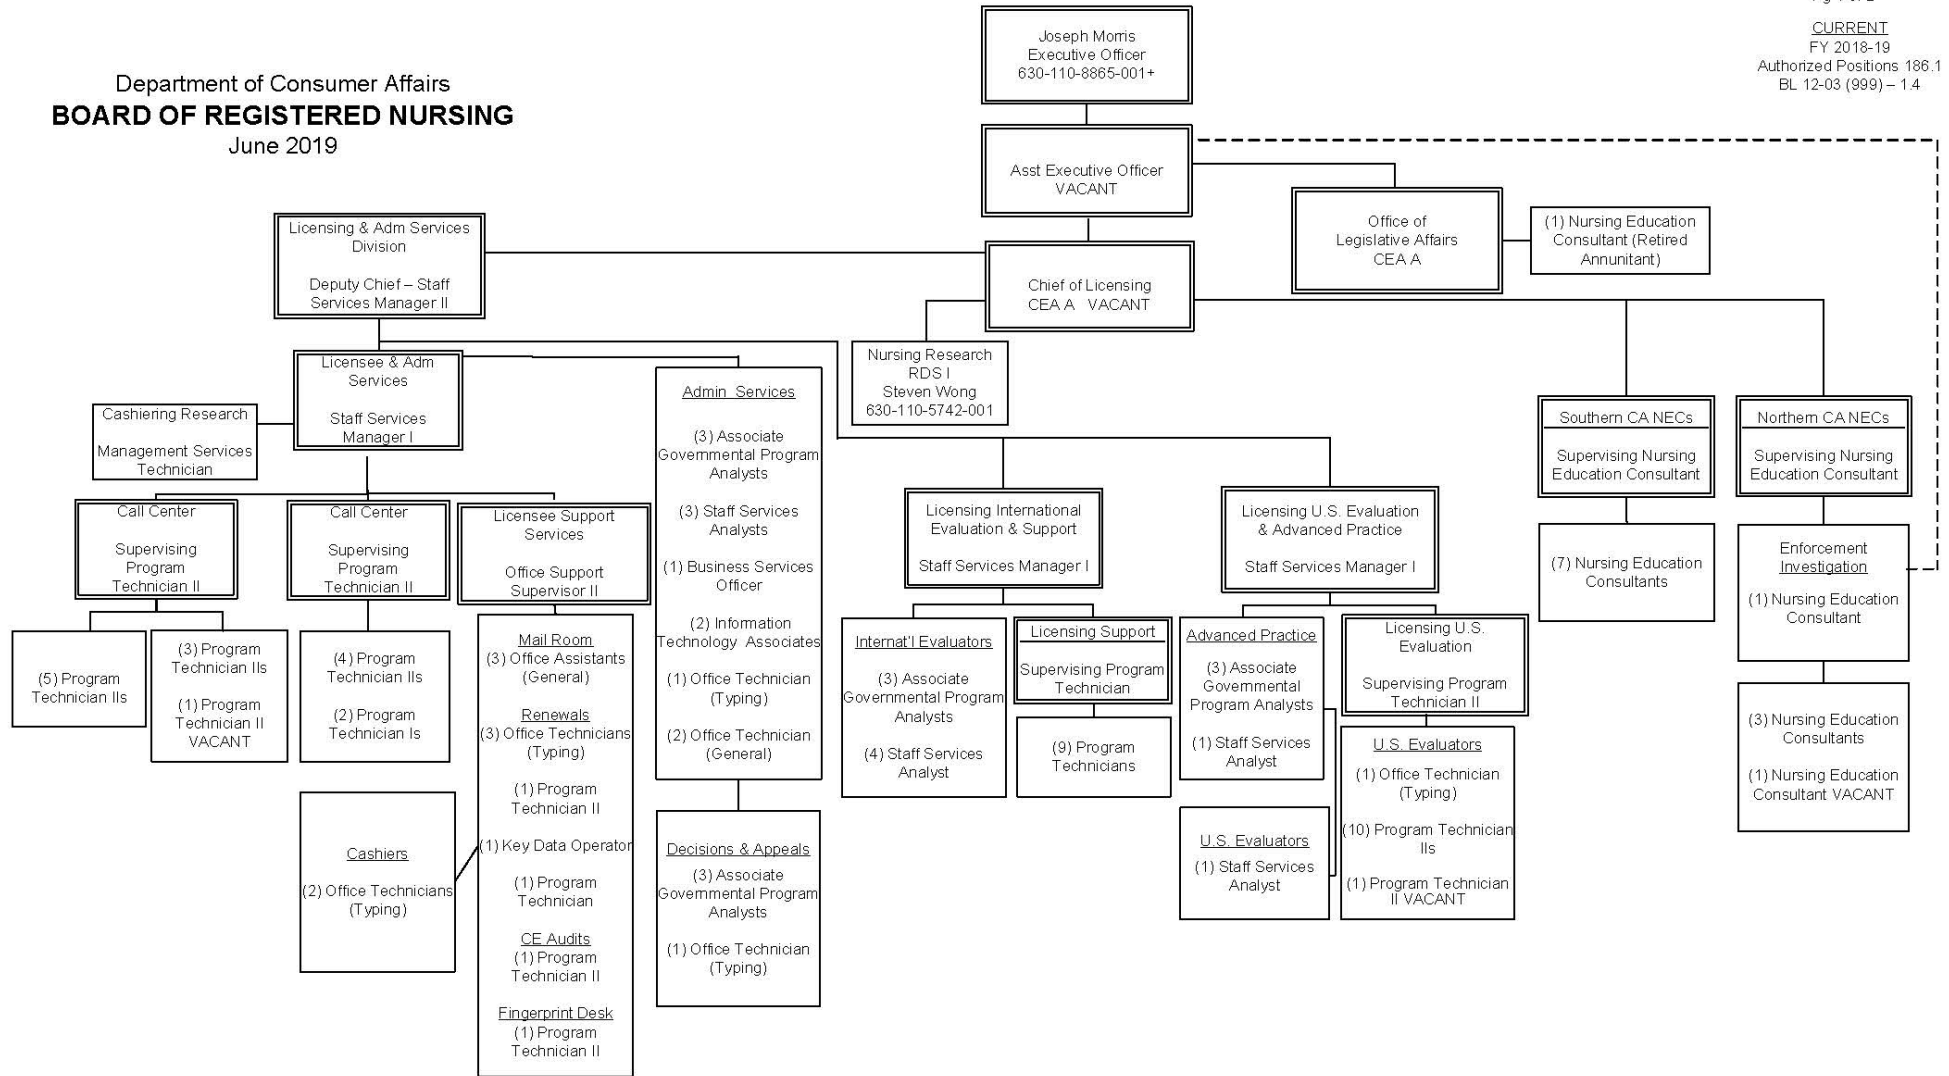 CURRENT
FY 2018-19
Authorized Positions 186.1
BL 12-03 (999) – 1.4
Department of Consumer Affairs
BOARD OF REGISTERED NURSING
June 2019
Joseph Morris
Executive Officer
630-110-8865-001+
Asst Executive Officer
VACANT
Office of
Legislative Affairs
CEA A
(1) Nursing Education
Consultant (Retired
Annunitant)
Licensing & Adm Services
Division
Deputy Chief – Staff
Services Manager II
Chief of Licensing
CEA A VACANT
Nursing Research
RDS I
Steven Wong
630-110-5742-001
Licensee & Adm
Services
Staff Services
Manager I
Cashiering Research
Management Services
Technician
Call Center
Supervising
Program
Technician II
(5) Program
Technician IIs
(3) Program
Technician IIs
(1) Program
Technician II
VACANT
Call Center
Supervising
Program
Technician II
(4) Program
Technician IIs
(2) Program
Technician Is
Licensee Support
Services
Office Support
Supervisor II
Mail Room
(3) Office Assistants
(General)
Renewals
(3) Office Technicians
(Typing)
(1) Program
Technician II
(1) Key Data Operator
(1) Program
Technician
CE Audits
(1) Program
Technician II
Fingerprint Desk
(1) Program
Technician II
Cashiers
(2) Office Technicians
(Typing)
Admin Services
(3) Associate
Governmental Program
Analysts
(3) Staff Services
Analysts
(1) Business Services
Officer
(2) Information
Technology Associates
(1) Office Technician
(Typing)
(2) Office Technician
(General)
Decisions & Appeals
(3) Associate
Governmental Program
Analysts
(1) Office Technician
(Typing)
Licensing International
Evaluation & Support
Staff Services Manager I
Internat'l Evaluators
(3) Associate
Governmental Program
Analysts
(4) Staff Services
Analyst
Licensing Support
Supervising Program
Technician
(9) Program
Technicians
Licensing U.S. Evaluation
& Advanced Practice
Staff Services Manager I
Advanced Practice
(3) Associate
Governmental
Program Analysts
(1) Staff Services
Analyst
U.S. Evaluators
(1) Staff Services
Analyst
Licensing U.S.
Evaluation
Supervising Program
Technician II
U.S. Evaluators
(1) Office Technician
(Typing)
(10) Program Technician
IIs
(1) Program Technician
II VACANT
Southern CA NECs
Supervising Nursing
Education Consultant
(7) Nursing Education
Consultants
Northern CA NECs
Supervising Nursing
Education Consultant
Enforcement
Investigation
(1) Nursing Education
Consultant
(3) Nursing Education
Consultants
(1) Nursing Education
Consultant VACANT